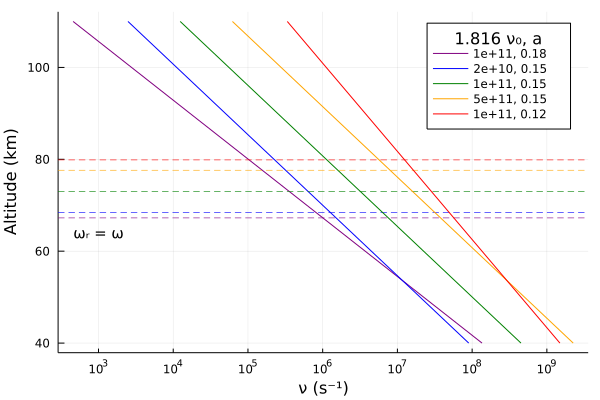 1.816 ν₀, a
1e+11, 0.18
2e+10, 0.15
1e+11, 0.15
5e+11, 0.15
1e+11, 0.12
100
80
60
40
Altitude (km)
ωᵣ = ω
10³ 10⁴ 10⁵ 10⁶ 10⁷ 10⁸ 10⁹
ν (s⁻¹)